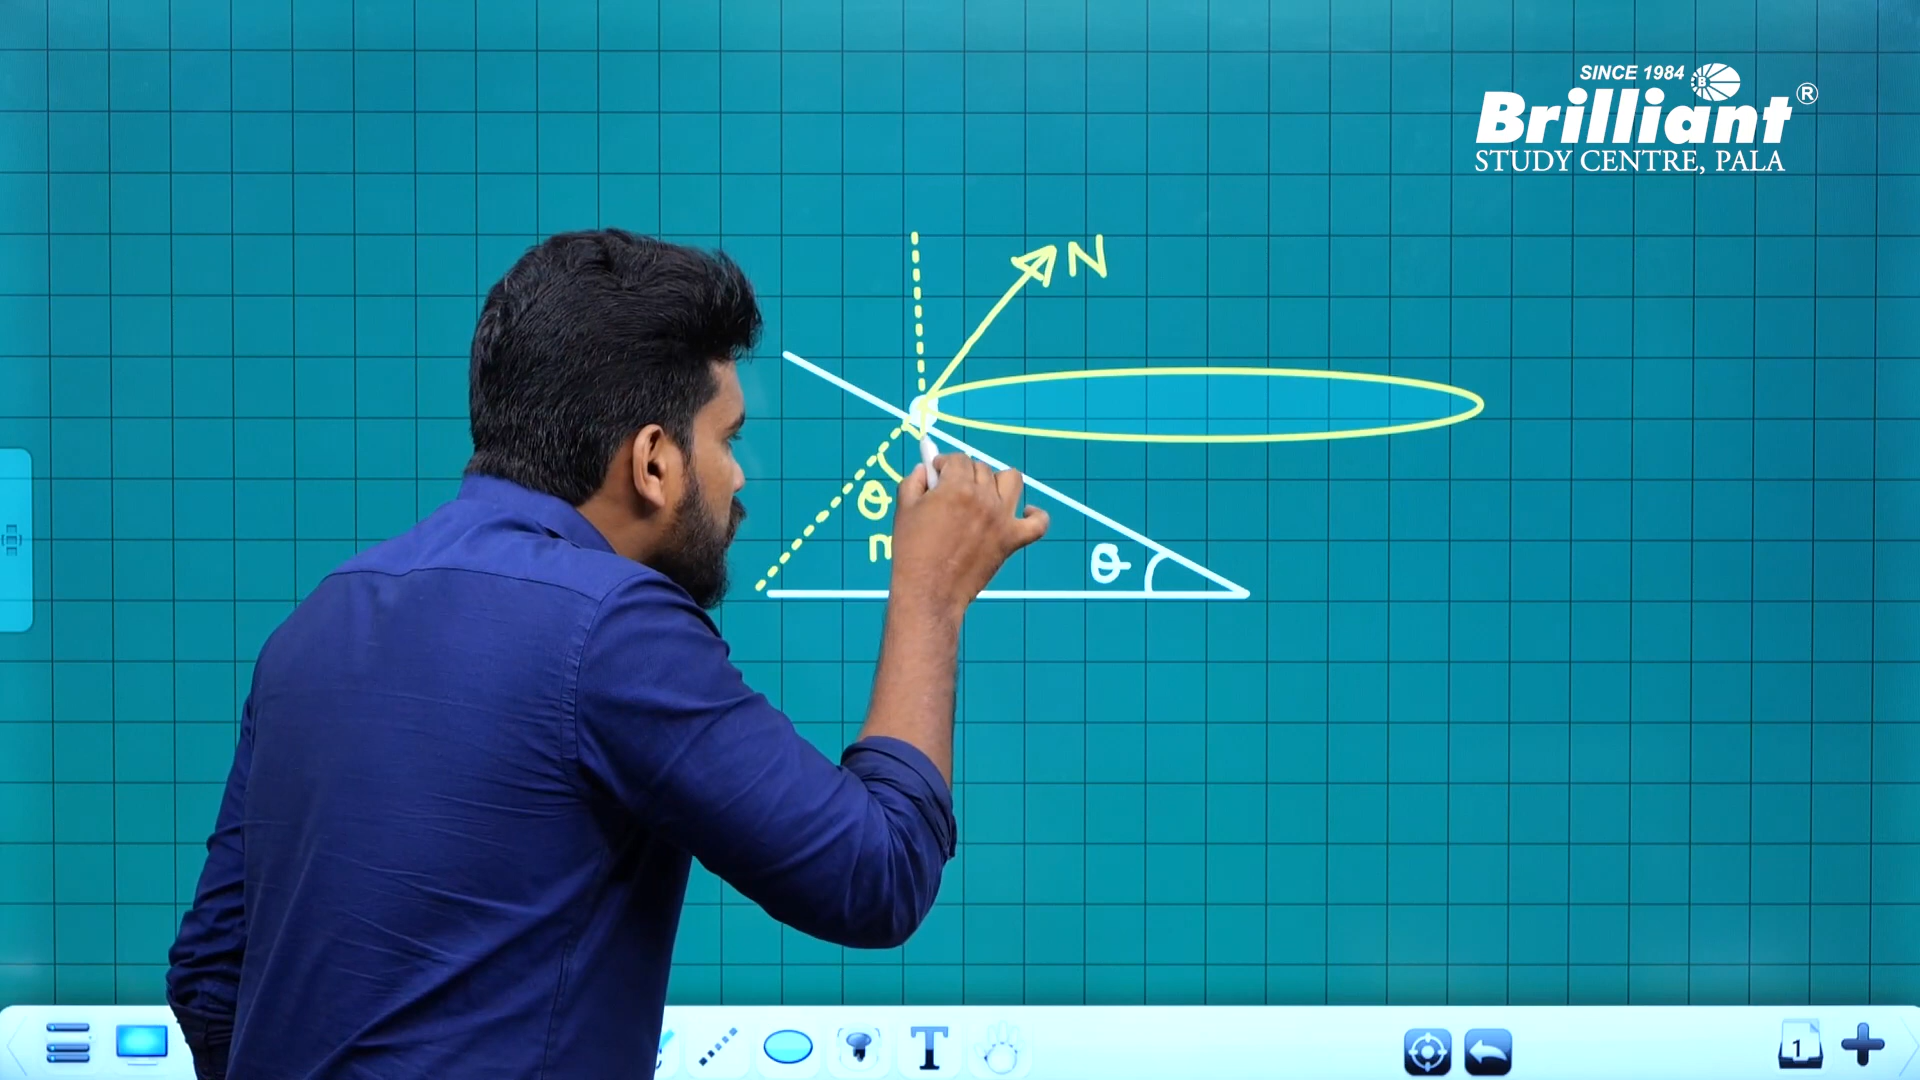 SINCE 1984
B
Brilliant®
STUDY CENTRE, PALA
N
θ
m
θ
T
1